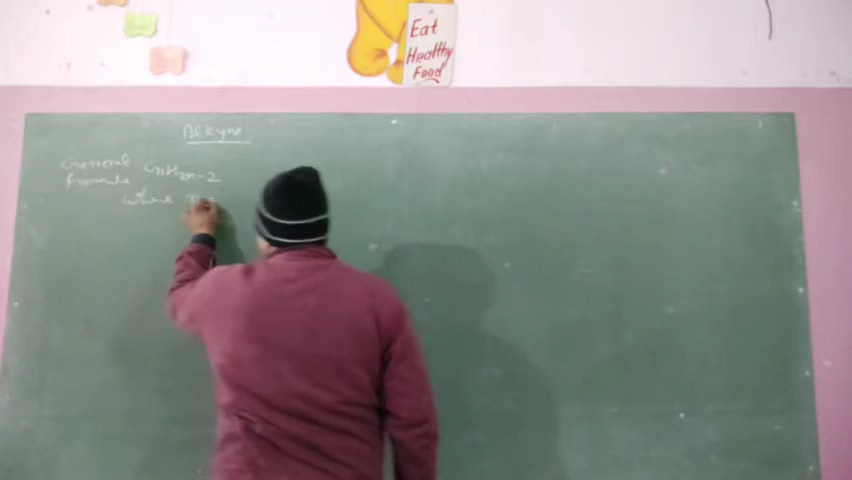 Eat
Healthy
Food
Alkyne
General CnH2n-2
formula
where n